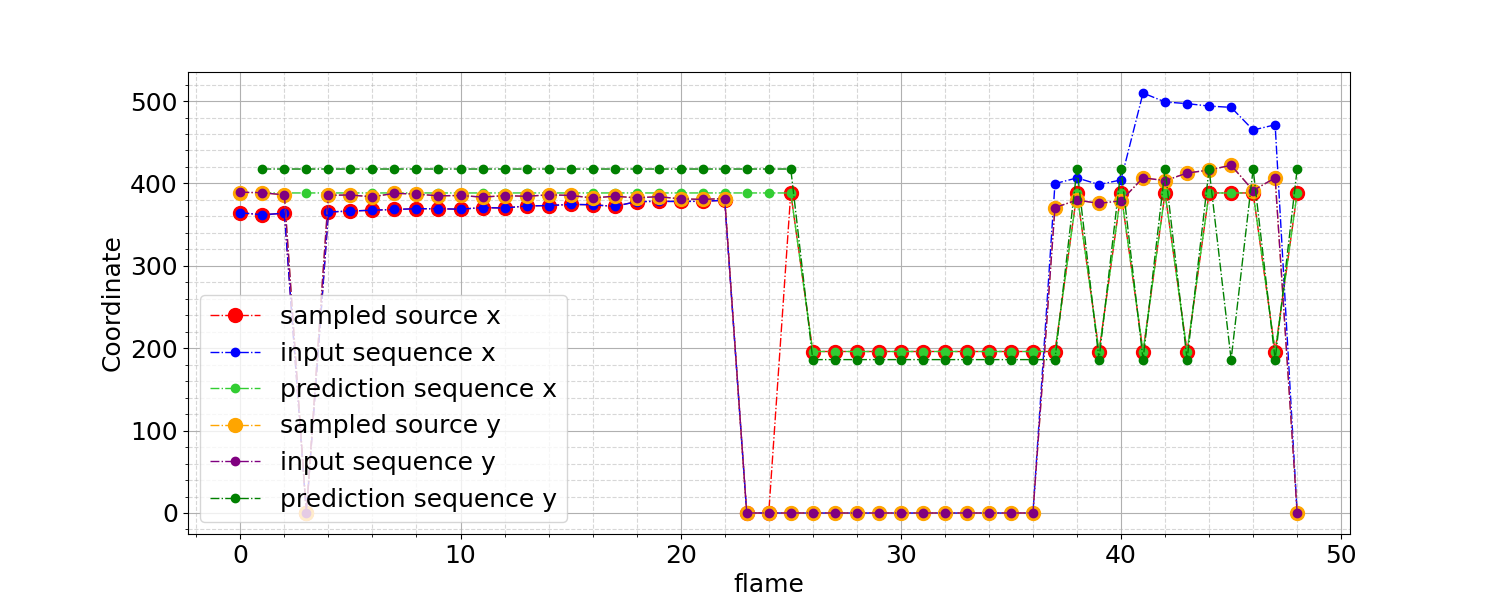 500
400
300
200
100
0
Coordinate
sampled source x
input sequence x
prediction sequence x
sampled source y
input sequence y
prediction sequence y
0 10 20 30 40 50
flame